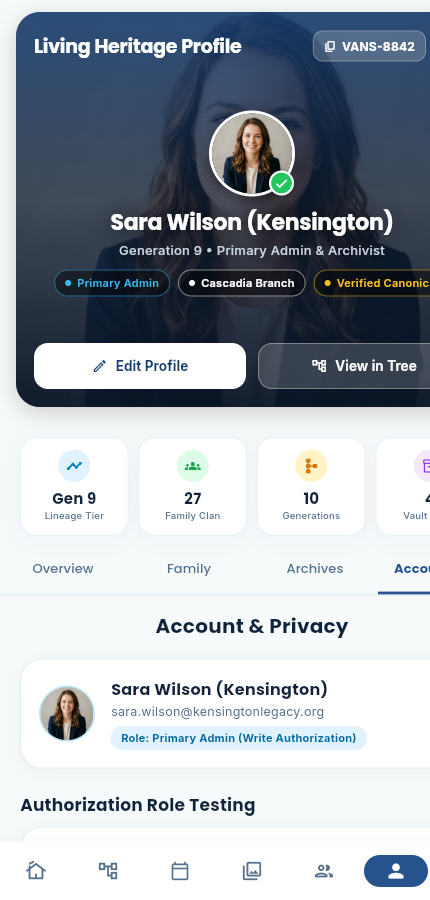 Living Heritage Profile
VANS-8842
Sara Wilson (Kensington)
Generation 9 • Primary Admin & Archivist
Primary Admin
Cascadia Branch
Verified Canonic
Edit Profile
View in Tree
Gen 9
Lineage Tier
27
Family Clan
10
Generations
4
Vault
Overview
Family
Archives
Accou
Account & Privacy
Sara Wilson (Kensington)
sara.wilson@kensingtonlegacy.org
Role: Primary Admin (Write Authorization)
Authorization Role Testing